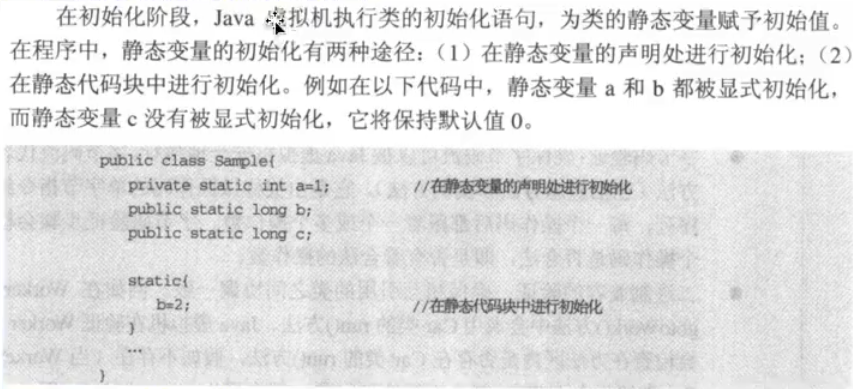 在初始化阶段，Java 虚拟机执行类的初始化语句，为类的静态变量赋予初始值。
在程序中，静态变量的初始化有两种途径：（1）在静态变量的声明处进行初始化；（2）
在静态代码块中进行初始化。例如在以下代码中，静态变量 a 和 b 都被显式初始化，
而静态变量 c 没有被显式初始化，它将保持默认值 0。
public class Sample{
private static int a=1; //在静态变量的声明处进行初始化
public static long b;
public static long c;
static{
b=2; //在静态代码块中进行初始化
}
...
}